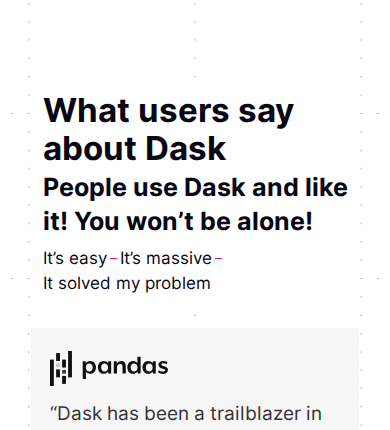 What users say
about Dask
People use Dask and like
it! You won’t be alone!
It’s easy – It’s massive –
It solved my problem
pandas
“Dask has been a trailblazer in